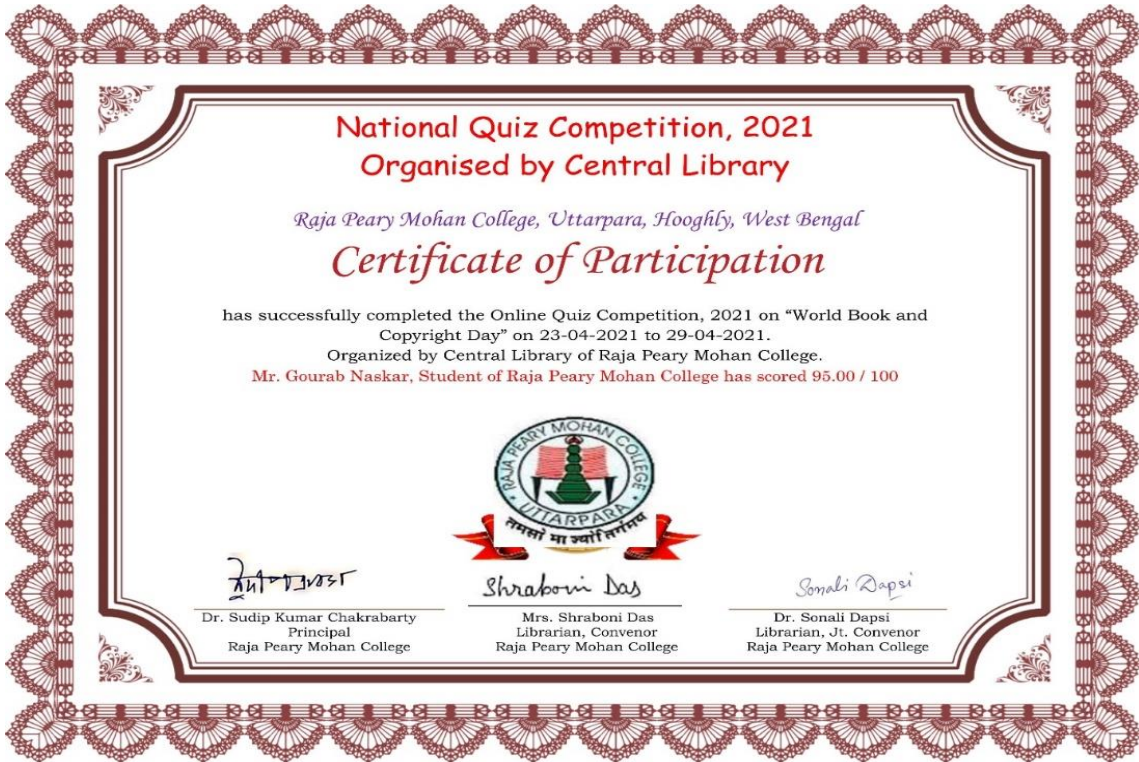 National Quiz Competition, 2021
Organised by Central Library
Raja Peary Mohan College, Uttarpara, Hooghly, West Bengal
Certificate of Participation
has successfully completed the Online Quiz Competition, 2021 on “World Book and
Copyright Day” on 23-04-2021 to 29-04-2021.
Organized by Central Library of Raja Peary Mohan College.
Mr. Gourab Naskar, Student of Raja Peary Mohan College has scored 95.00 / 100
RAJA PEARY MOHAN COLLEGE
UTTARPARA
Shraboni Das
Sonali Dapsi
Dr. Sudip Kumar Chakrabarty
Principal
Raja Peary Mohan College
Mrs. Shraboni Das
Librarian, Convenor
Raja Peary Mohan College
Dr. Sonali Dapsi
Librarian, Jt. Convenor
Raja Peary Mohan College